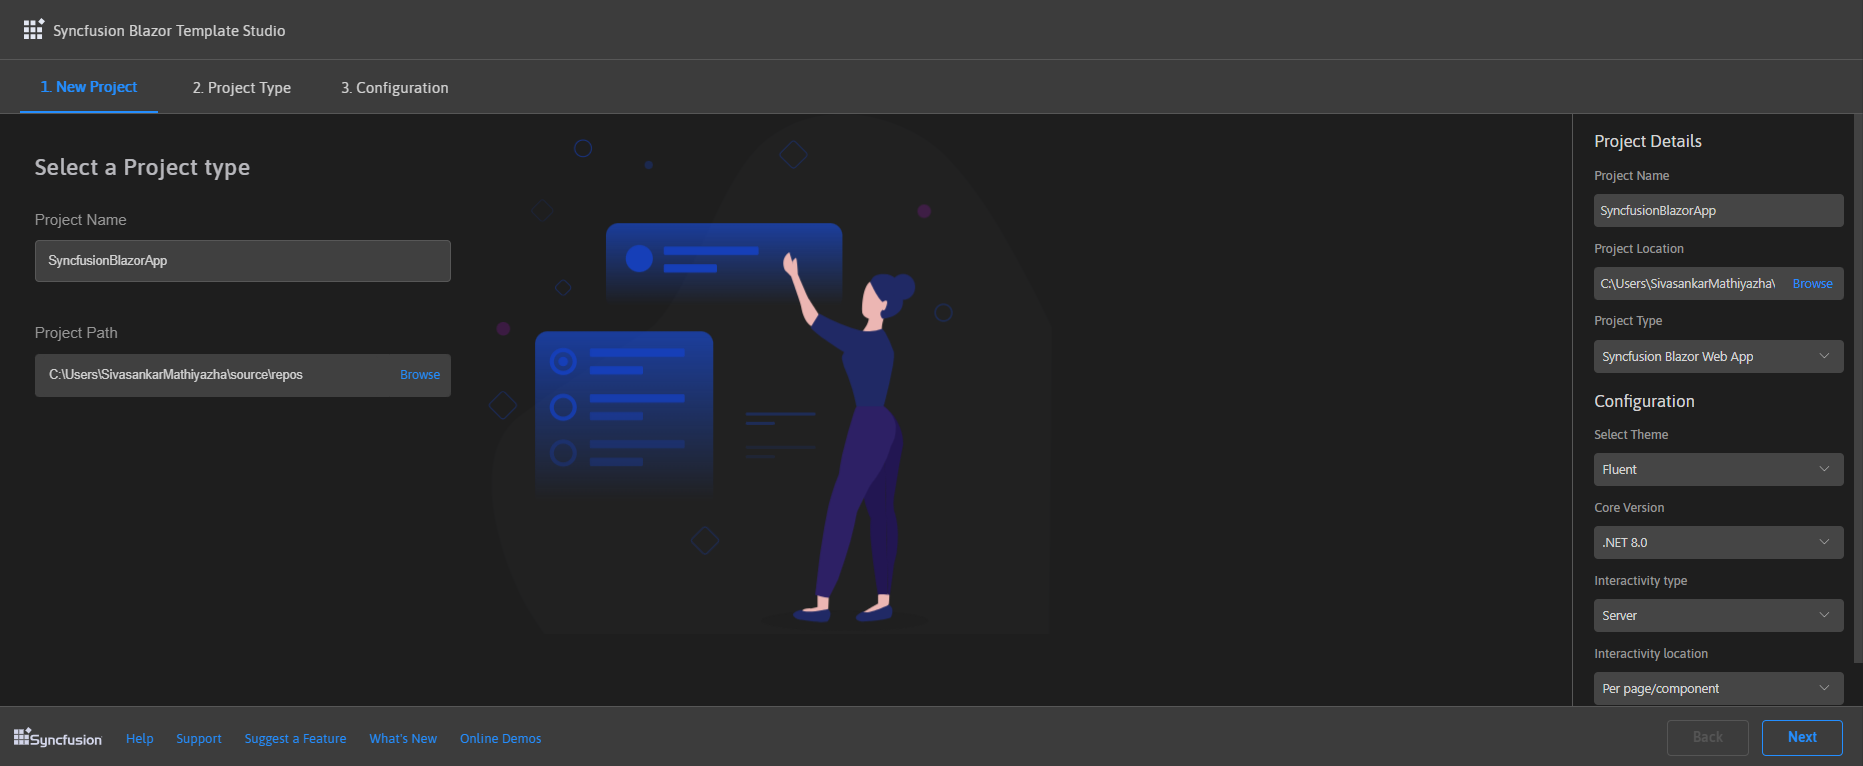 Syncfusion Blazor Template Studio
1. New Project
2. Project Type
3. Configuration
Select a Project type
Project Name
SyncfusionBlazorApp
Project Path
C:\Users\SivasankarMathiyazha\source\repos
Browse
Project Details
Project Name
SyncfusionBlazorApp
Project Location
C:\Users\SivasankarMathiyazha\
Browse
Project Type
Syncfusion Blazor Web App
Configuration
Select Theme
Fluent
Core Version
.NET 8.0
Interactivity type
Server
Interactivity location
Per page/component
Syncfusion
Help
Support
Suggest a Feature
What's New
Online Demos
Back
Next